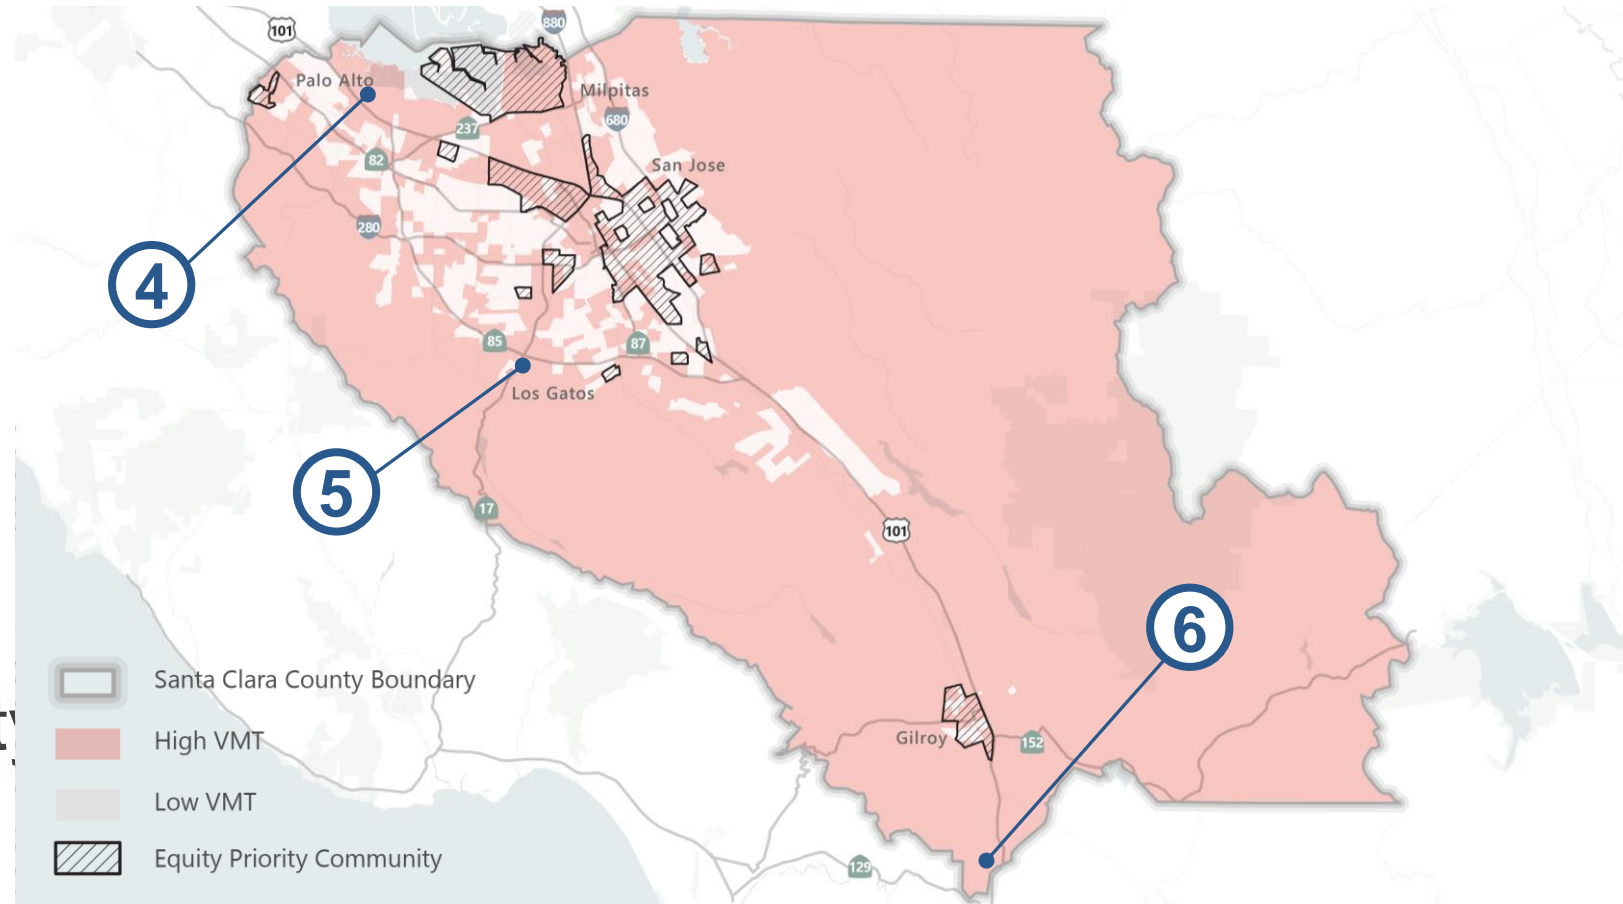 101
880
Palo Alto
Milpitas
680
237
82
San Jose
280
4
85
87
Los Gatos
5
17
101
6
Santa Clara County Boundary
High VMT
Gilroy
152
Low VMT
Equity Priority Community
129